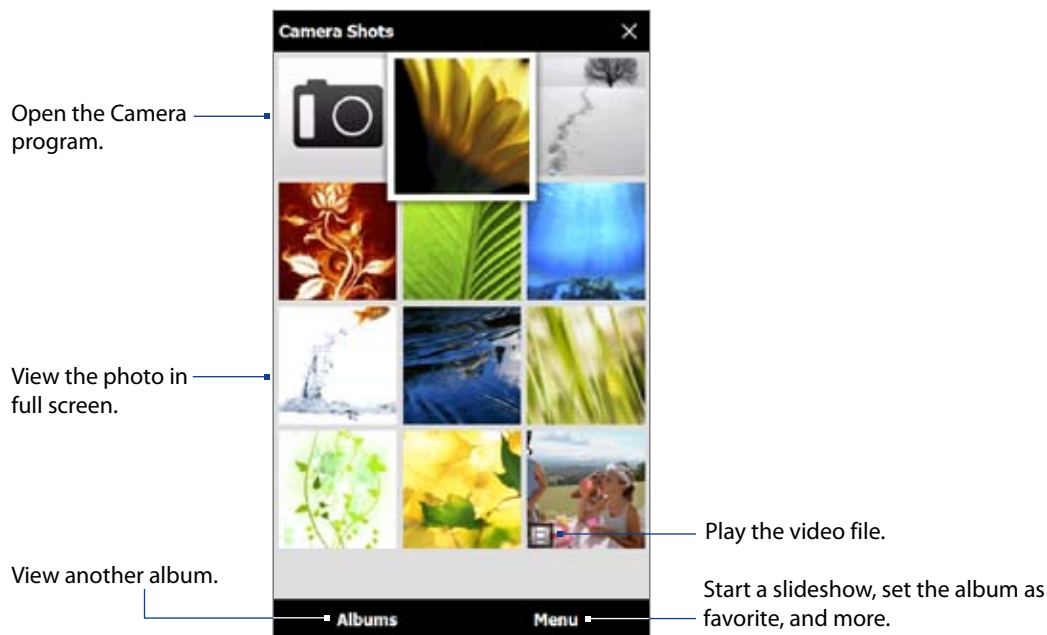 Camera Shots
Open the Camera
program.
View the photo in
full screen.
Play the video file.
View another album.
Start a slideshow, set the album as
favorite, and more.
Albums
Menu